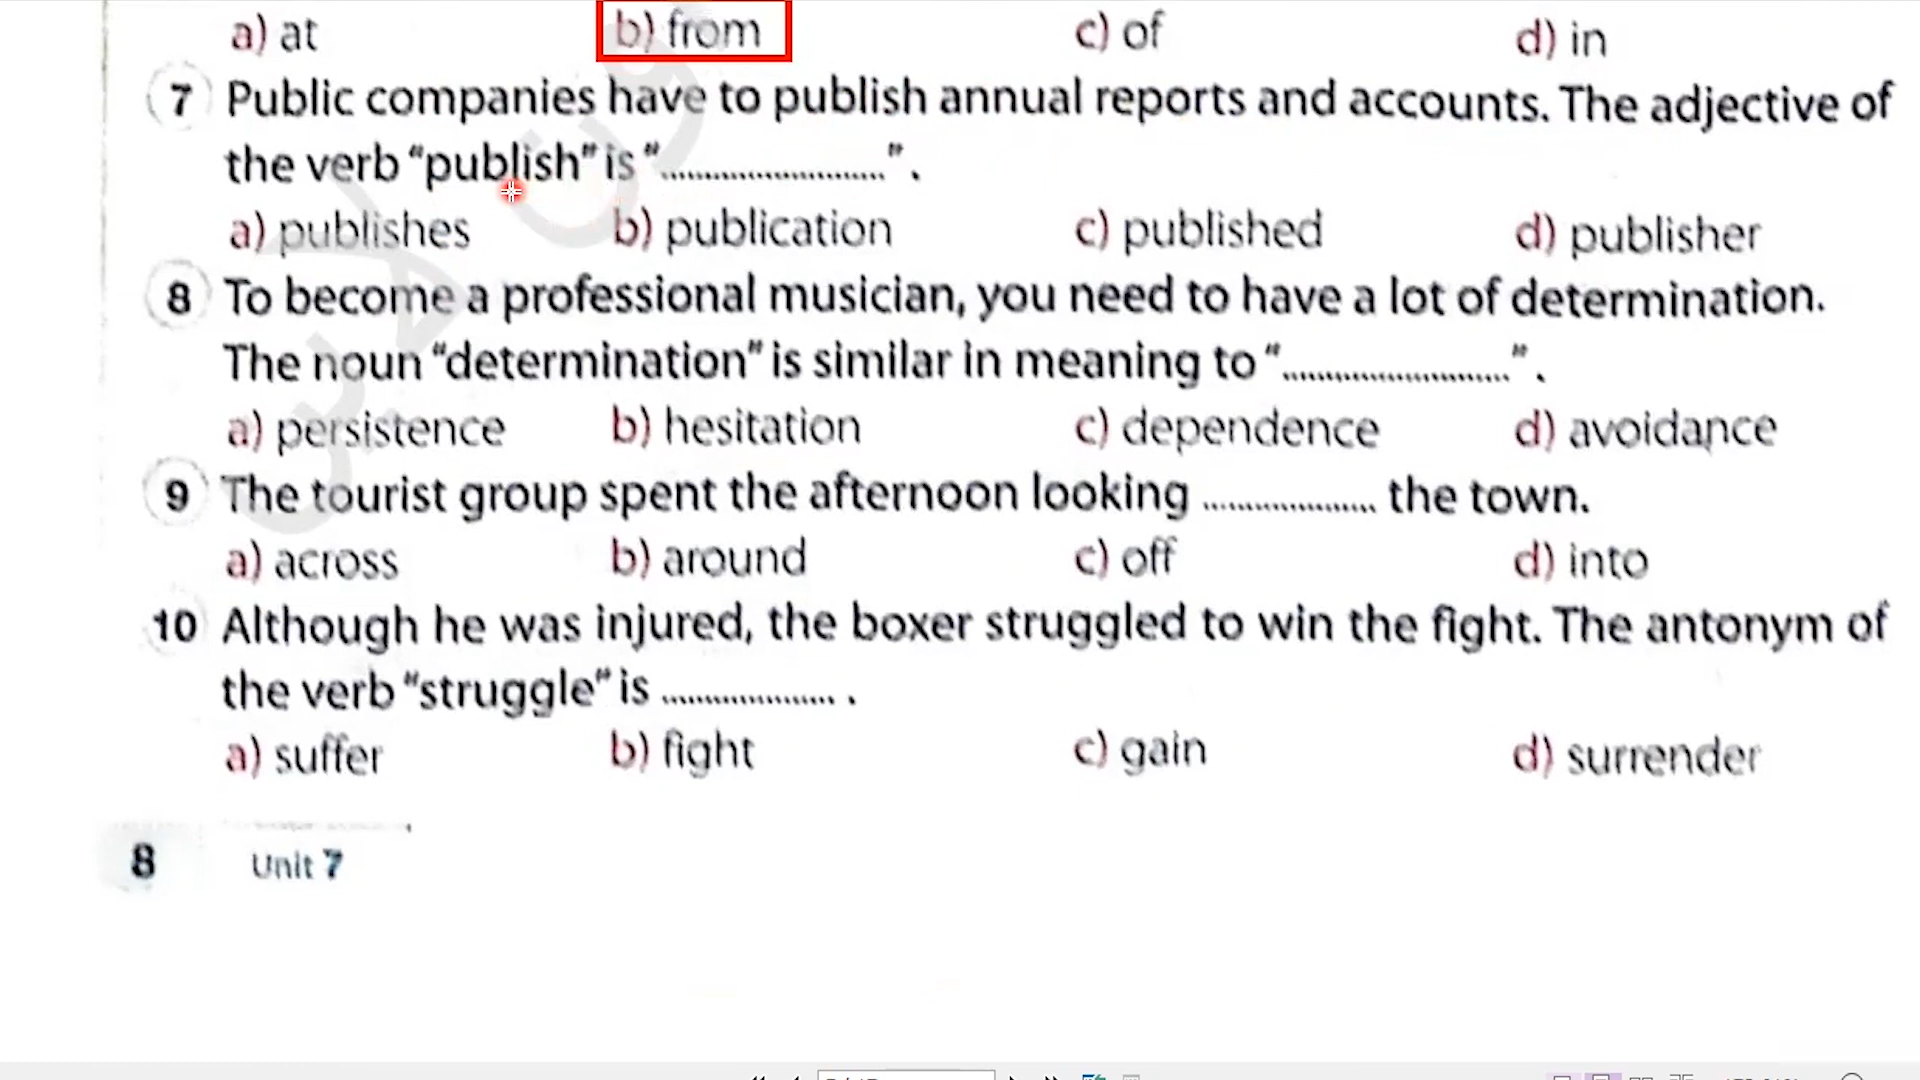 a) at b) from c) of d) in
7 Public companies have to publish annual reports and accounts. The adjective of
the verb “publish” is “........................”.
a) publishes b) publication c) published d) publisher
8 To become a professional musician, you need to have a lot of determination.
The noun “determination” is similar in meaning to “........................”.
a) persistence b) hesitation c) dependence d) avoidance
9 The tourist group spent the afternoon looking .................. the town.
a) across b) around c) off d) into
10 Although he was injured, the boxer struggled to win the fight. The antonym of
the verb “struggle” is .................. .
a) suffer b) fight c) gain d) surrender
8 Unit 7